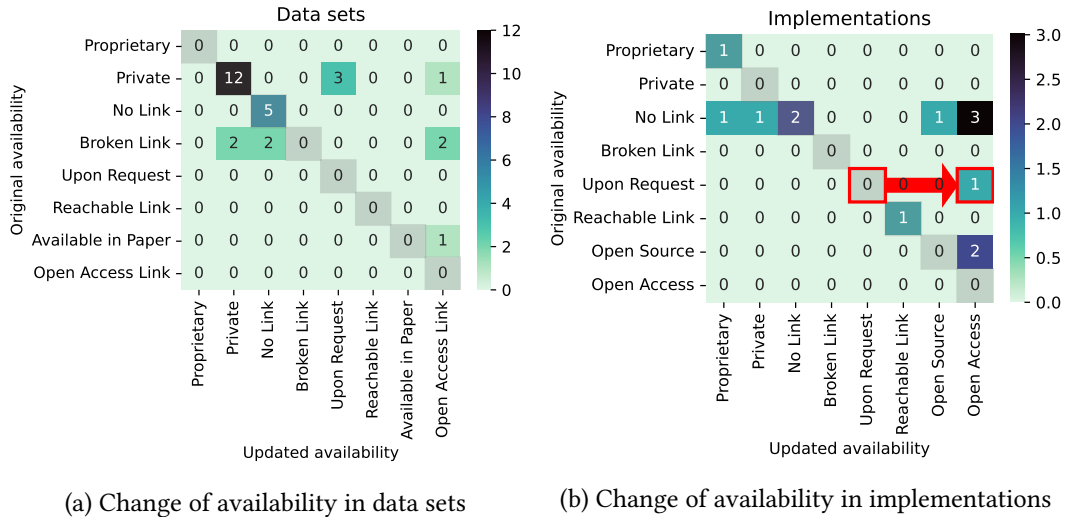 Data sets
Original availability
Proprietary 0 0 0 0 0 0 0 0
Private 0 12 0 0 3 0 0 1
No Link 0 0 5 0 0 0 0 0
Broken Link 0 2 2 0 0 0 0 2
Upon Request 0 0 0 0 0 0 0 0
Reachable Link 0 0 0 0 0 0 0 0
Available in Paper 0 0 0 0 0 0 0 1
Open Access Link 0 0 0 0 0 0 0 0
Proprietary
Private
No Link
Broken Link
Upon Request
Reachable Link
Available in Paper
Open Access Link
Updated availability
12
10
8
6
4
2
0
(a) Change of availability in data sets
Implementations
Original availability
Proprietary 1 0 0 0 0 0 0 0
Private 0 0 0 0 0 0 0 0
No Link 1 1 2 0 0 0 1 3
Broken Link 0 0 0 0 0 0 0 0
Upon Request 0 0 0 0 0 0 0 1
Reachable Link 0 0 0 0 0 1 0 0
Open Source 0 0 0 0 0 0 0 2
Open Access 0 0 0 0 0 0 0 0
Proprietary
Private
No Link
Broken Link
Upon Request
Reachable Link
Open Source
Open Access
Updated availability
3.0
2.5
2.0
1.5
1.0
0.5
0.0
(b) Change of availability in implementations